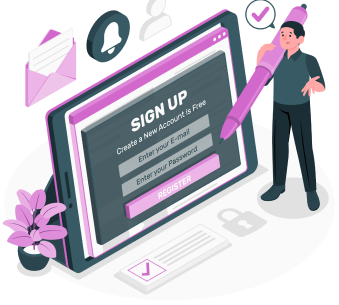 SIGN UP
Create a New Account is Free
Enter your E-mail
Enter your Password
REGISTER